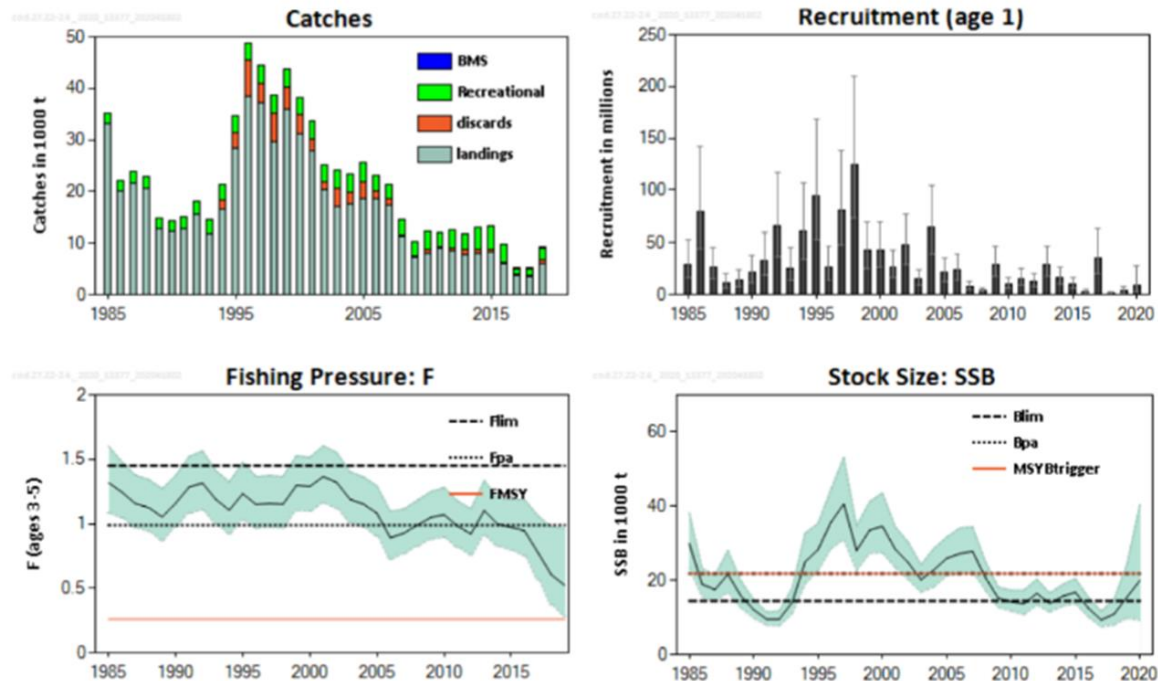 Catches
50
40
30
20
10
0
Catches in 1000 t
BMS
Recreational
discards
landings
1985
1995
2005
2015
Recruitment (age 1)
250
200
150
100
50
0
Recruitment in millions
1985
1990
1995
2000
2005
2010
2015
2020
Fishing Pressure: F
2
1.5
1
0.5
0
F (ages 3-5)
Flim
Fpa
FMSY
1985
1990
1995
2000
2005
2010
2015
Stock Size: SSB
60
40
20
0
SSB in 1000 t
Blim
Bpa
MSYBtrigger
1985
1990
1995
2000
2005
2010
2015
2020